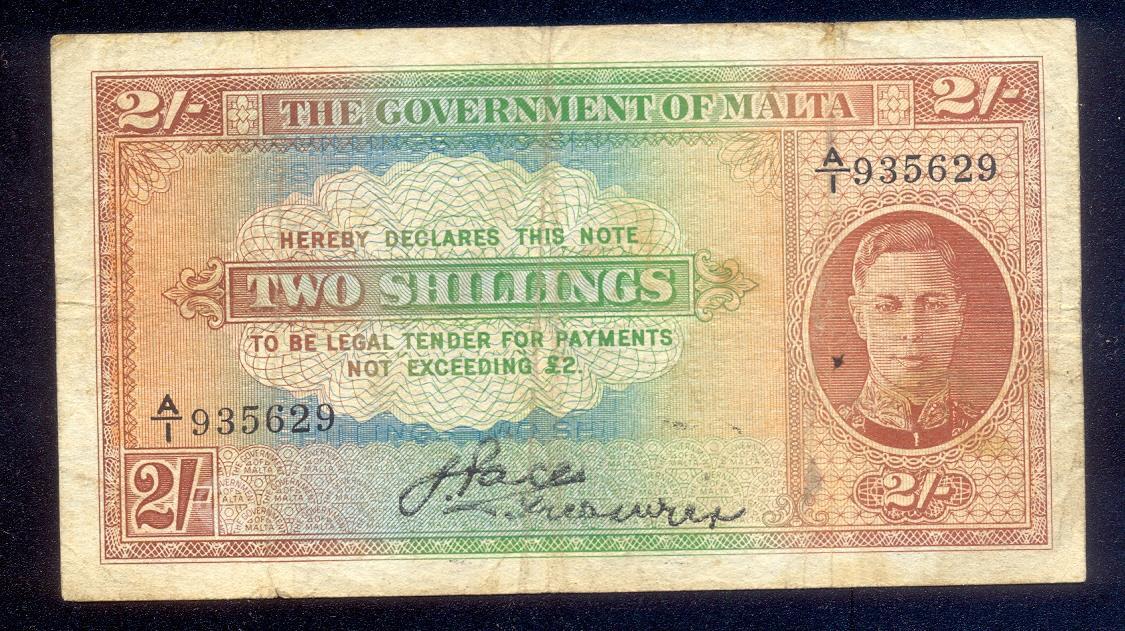 2/- THE GOVERNMENT OF MALTA 2/-
A/1 935629
HEREBY DECLARES THIS NOTE
TWO SHILLINGS
TO BE LEGAL TENDER FOR PAYMENTS
NOT EXCEEDING £2.
A/1 935629
2/-
J. Pace
Treasurer
2/-